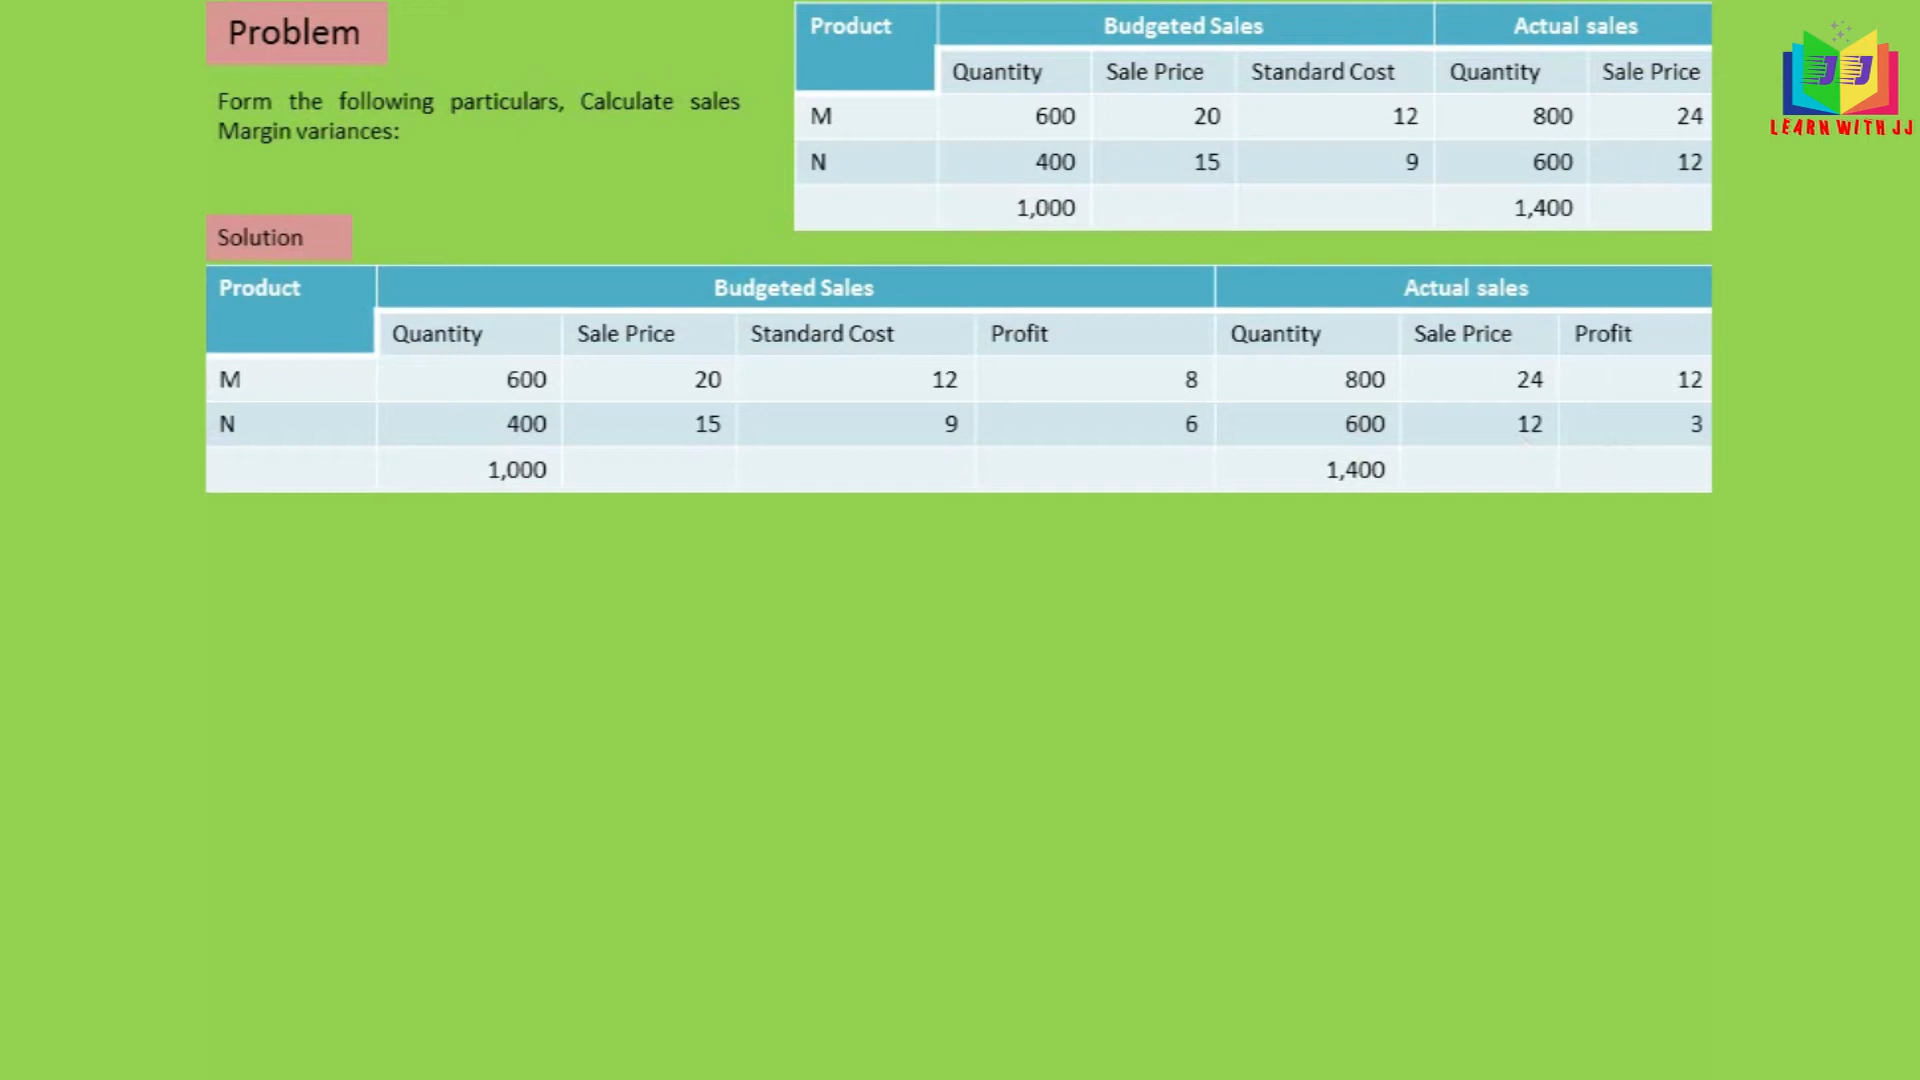 Problem
Form the following particulars, Calculate sales
Margin variances:
Product Budgeted Sales Actual sales
Quantity Sale Price Standard Cost Quantity Sale Price
M 600 20 12 800 24
N 400 15 9 600 12
1,000 1,400
JJ
LEARN WITH JJ
Solution
Product Budgeted Sales Actual sales
Quantity Sale Price Standard Cost Profit Quantity Sale Price Profit
M 600 20 12 8 800 24 12
N 400 15 9 6 600 12 3
1,000 1,400